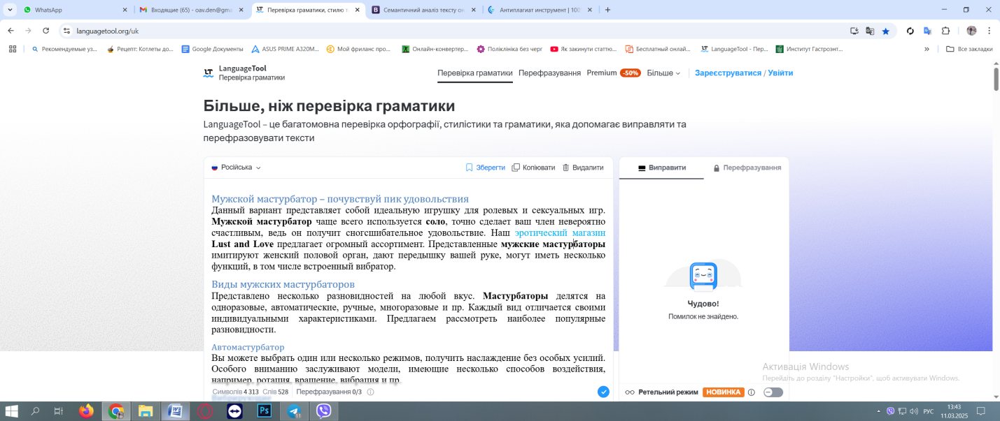 WhatsApp
Входящие (65) - oav.den@gma
Перевірка граматики, стилю т
Семантичний аналіз тексту он
Антиплагиат инструмент | 100
languagetool.org/uk
Рекомендуемые уз...
Рецепт: Котлеты до...
Google Документы
ASUS PRIME A320M...
Мой фриланс про...
Онлайн-конвертер...
Поліклініка без черг
Як закинути статтю...
Бесплатный онлай...
LanguageTool - Пер...
Институт Гастроэнт...
»
Все закладки
LanguageTool
Перевірка граматики
Перевірка граматики Перефразування Premium -50% Більше Зареєструватися / Увійти
Більше, ніж перевірка граматики
LanguageTool – це багатомовна перевірка орфографії, стилістики та граматики, яка допомагає виправляти та
перефразовувати тексти
Російська
Зберегти Копіювати Видалити
Виправити Перефразування
Мужской мастурбатор – почувствуй пик удовольствия
Данный вариант представляет собой идеальную игрушку для ролевых и сексуальных игр.
Мужской мастурбатор чаще всего используется соло, точно сделает ваш член невероятно
счастливым, ведь он получит сногсшибательное удовольствие. Наш эротический магазин
Lust and Love предлагает огромный ассортимент. Представленные мужские мастурбаторы
имитируют женский половой орган, дают передышку вашей руке, могут иметь несколько
функций, в том числе встроенный вибратор.
Виды мужских мастурбаторов
Представлено несколько разновидностей на любой вкус. Мастурбаторы делятся на
одноразовые, автоматические, ручные, многоразовые и пр. Каждый вид отличается своими
индивидуальными характеристиками. Предлагаем рассмотреть наиболее популярные
разновидности.
Автомастурбатор
Вы можете выбрать один или несколько режимов, получить наслаждение без особых усилий.
Особого вниманию заслуживают модели, имеющие несколько способов воздействия,
например, ротация, вращение, вибрация и пр.
Вибрирующие
Символів 4 313 Слів 528 Перефразування 0/3
Чудово!
Помилок не знайдено.
Активація Windows
Перейдіть до розділу "Настройки", щоб активувати Windows.
Ретельний режим НОВИНКА
Ps
11
РУС
13:43
11.03.2025